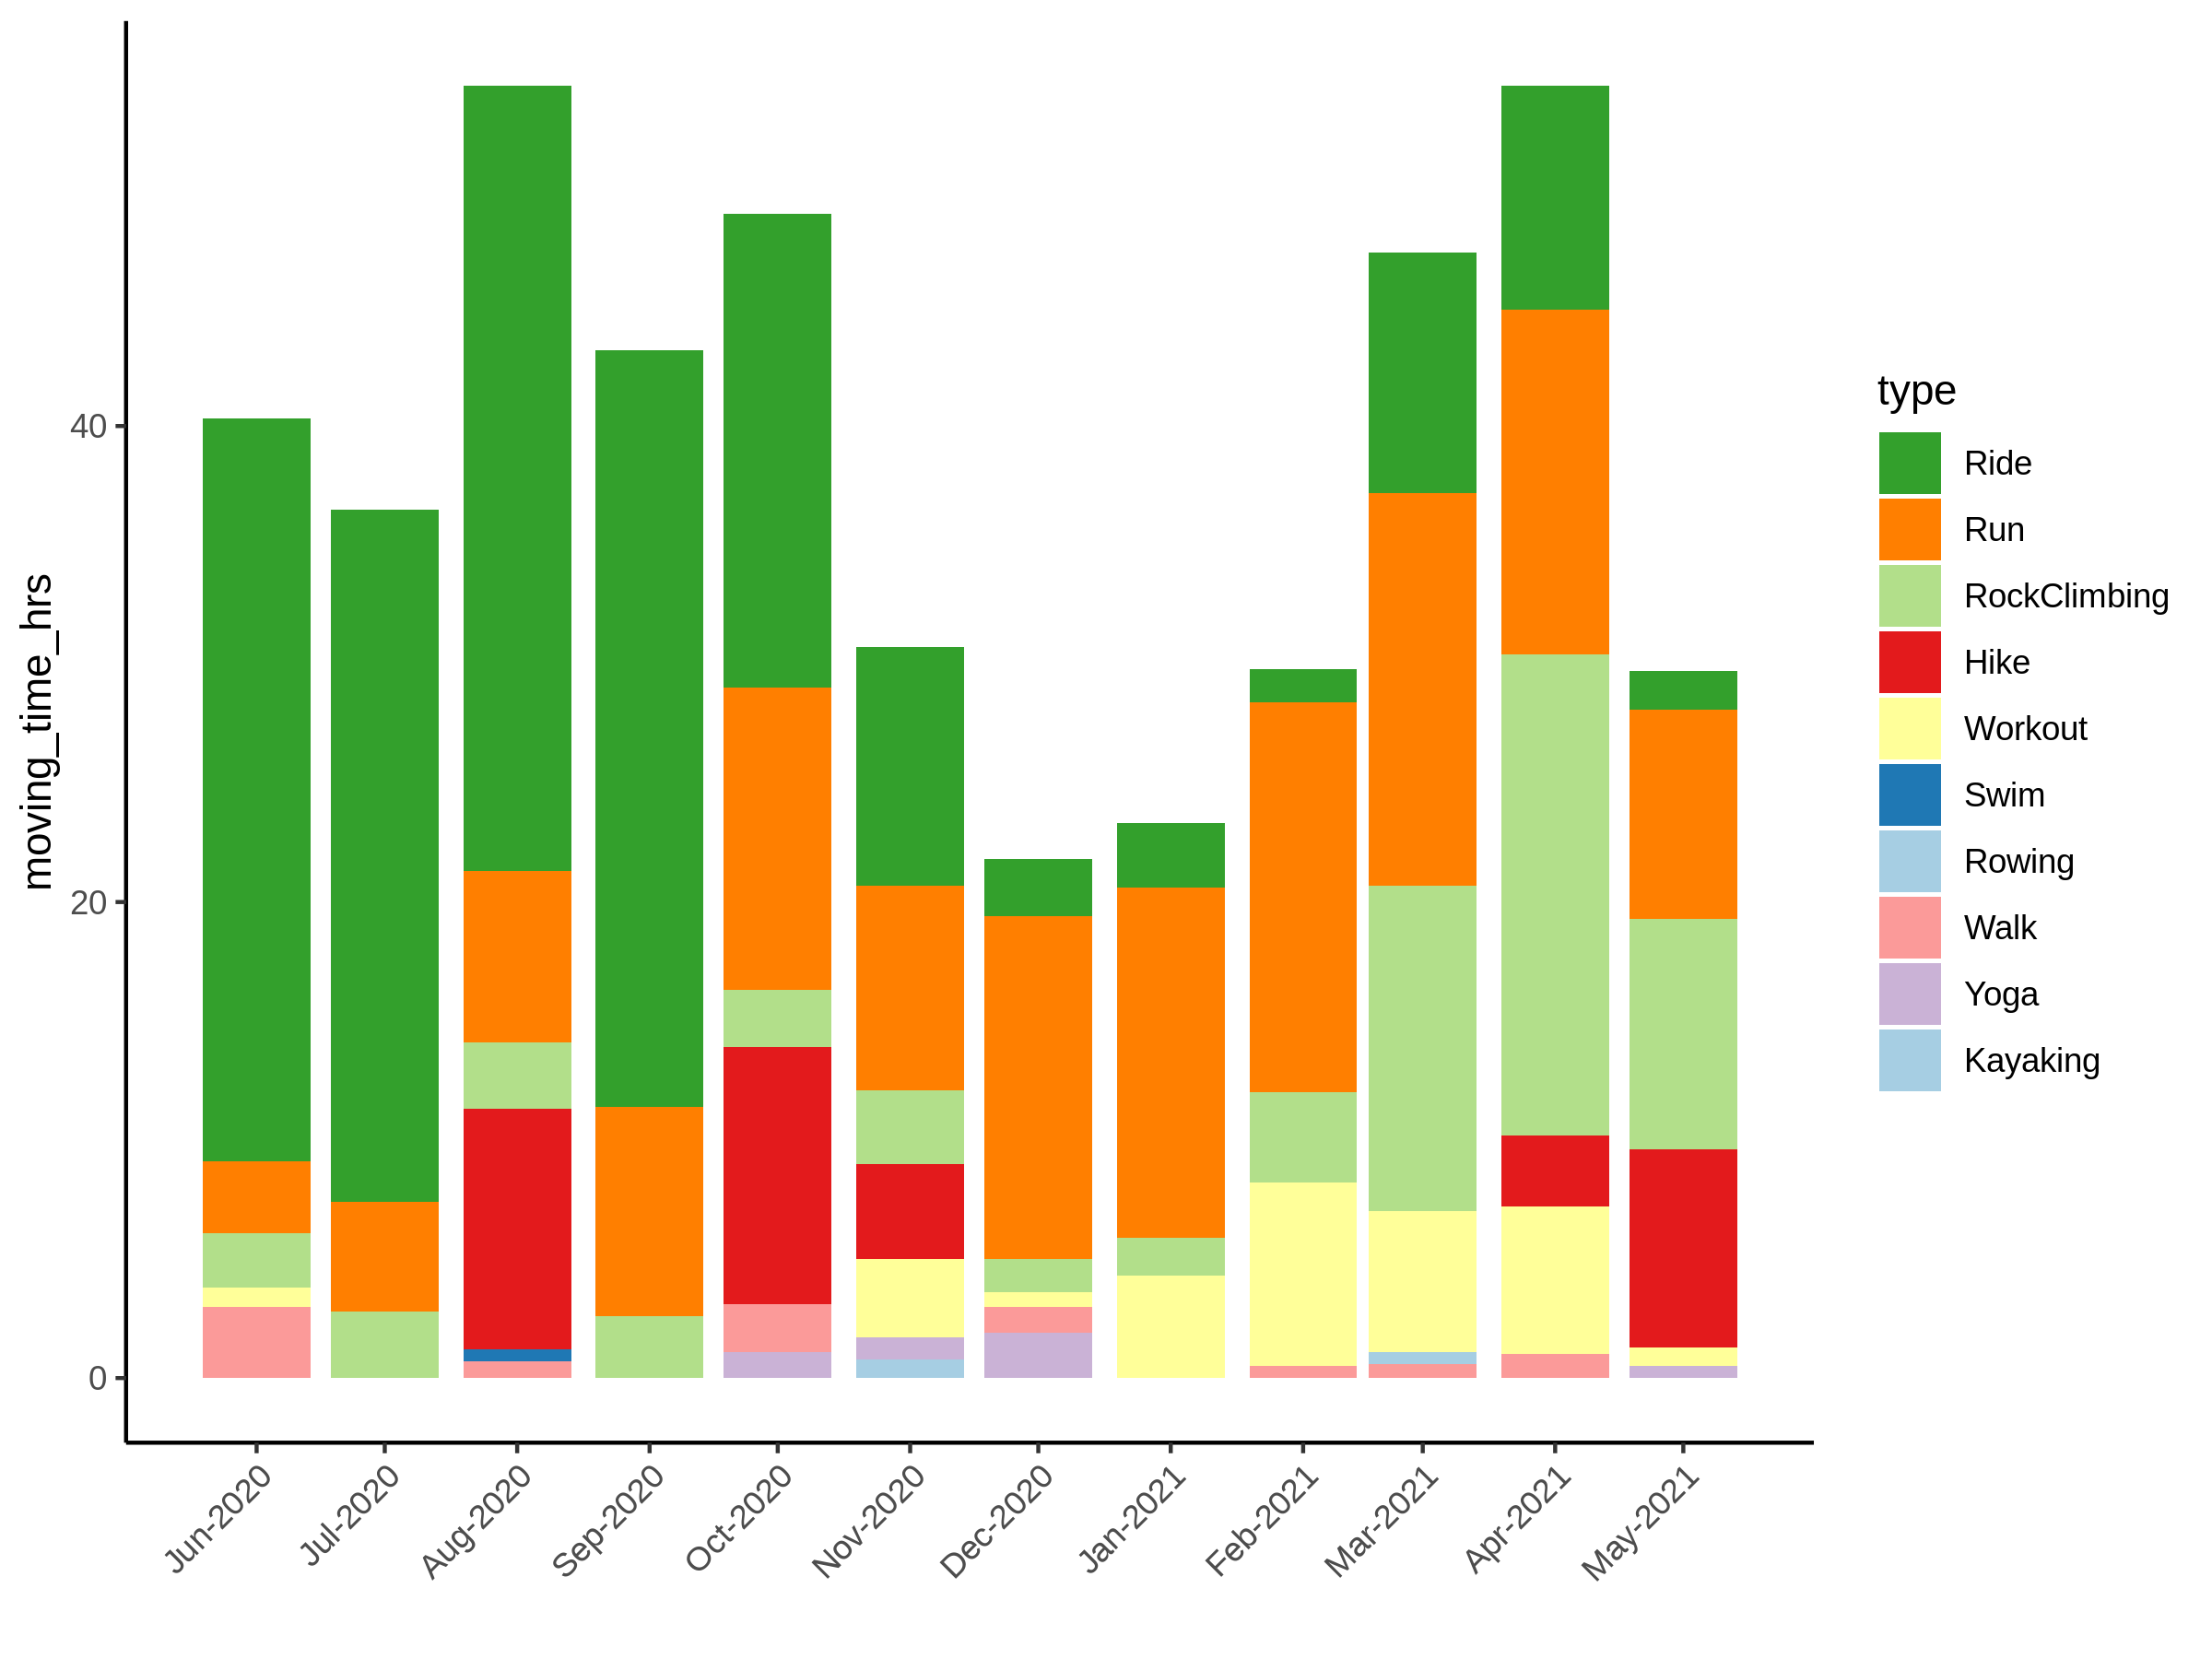 moving_time_hrs
40
20
0
Jun-2020
Jul-2020
Aug-2020
Sep-2020
Oct-2020
Nov-2020
Dec-2020
Jan-2021
Feb-2021
Mar-2021
Apr-2021
May-2021
type
Ride
Run
RockClimbing
Hike
Workout
Swim
Rowing
Walk
Yoga
Kayaking